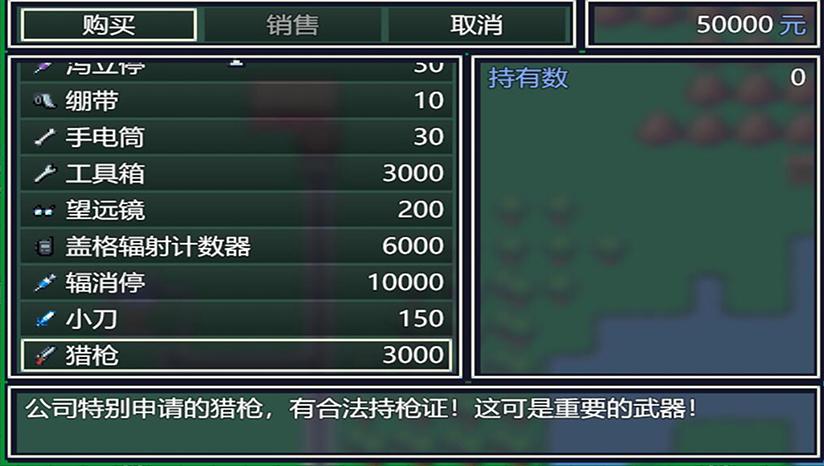 购买 销售 取消 50000 元
泻立停 30
绷带 10
手电筒 30
工具箱 3000
望远镜 200
盖格辐射计数器 6000
辐消停 10000
小刀 150
猎枪 3000
持有数 0
公司特别申请的猎枪，有合法持枪证！这可是重要的武器！